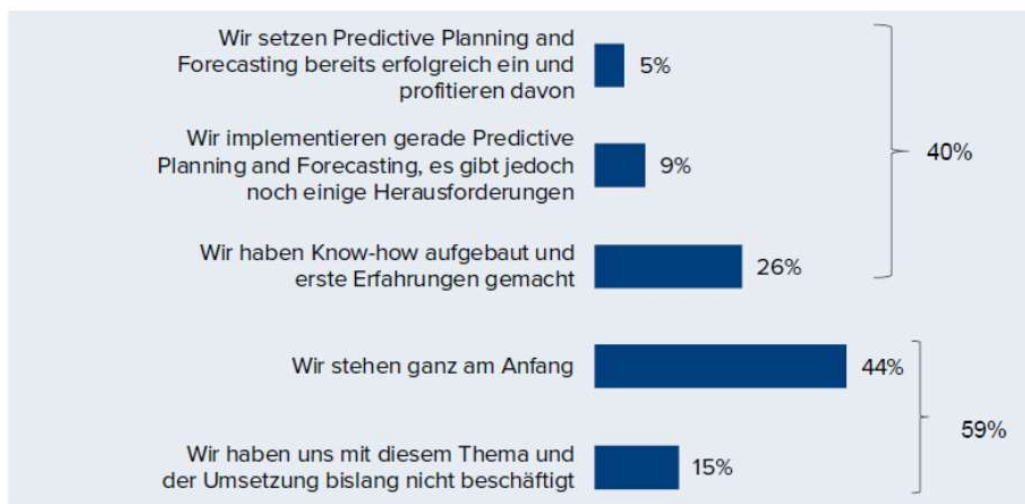 Wir setzen Predictive Planning and
Forecasting bereits erfolgreich ein und
profitieren davon
5%
Wir implementieren gerade Predictive
Planning and Forecasting, es gibt jedoch
noch einige Herausforderungen
9%
40%
Wir haben Know-how aufgebaut und
erste Erfahrungen gemacht
26%
Wir stehen ganz am Anfang
44%
59%
Wir haben uns mit diesem Thema und
der Umsetzung bislang nicht beschäftigt
15%